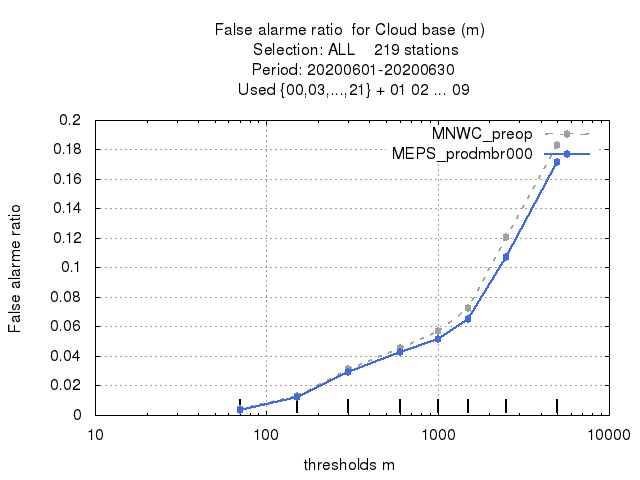 False alarme ratio  for Cloud base (m)
Selection: ALL    219 stations
Period: 20200601-20200630
Used {00,03,...,21} + 01 02 ... 09
MNWC_preop
MEPS_prodmbr000
False alarme ratio
0.2
0.18
0.16
0.14
0.12
0.1
0.08
0.06
0.04
0.02
0
10
100
1000
10000
thresholds m